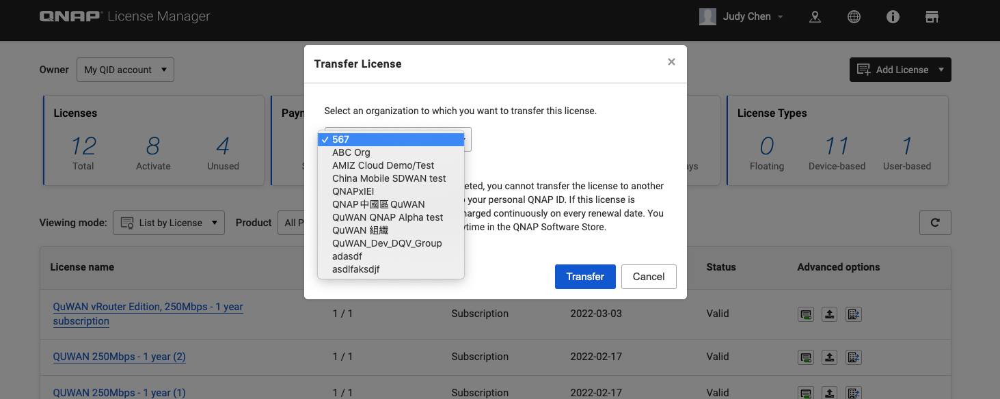 QNAP License Manager
Judy Chen
Owner
My QID account
Add License
Transfer License
Select an organization to which you want to transfer this license.
567
ABC Org
AMIZ Cloud Demo/Test
China Mobile SDWAN test
QNAPxIEI
QNAP中國區QuWAN
QuWAN QNAP Alpha test
QuWAN 組織
QuWAN_Dev_DQV_Group
adasdf
asdlfaksdjf
you cannot transfer the license to another
your personal QNAP ID. If this license is
continuously on every renewal date. You
in the QNAP Software Store.
Transfer
Cancel
Licenses
12
8
4
Total
Activate
Unused
License Types
0
11
1
Floating
Device-based
User-based
Viewing mode:
List by License
Product
All
License name
Status
Advanced options
QuWAN vRouter Edition, 250Mbps - 1 year
subscription
1 / 1
Subscription
2022-03-03
Valid
QUWAN 250Mbps - 1 year (2)
1 / 1
Subscription
2022-02-17
Valid
QUWAN 250Mbps - 1 year (1)
1 / 1
Subscription
2022-02-17
Valid